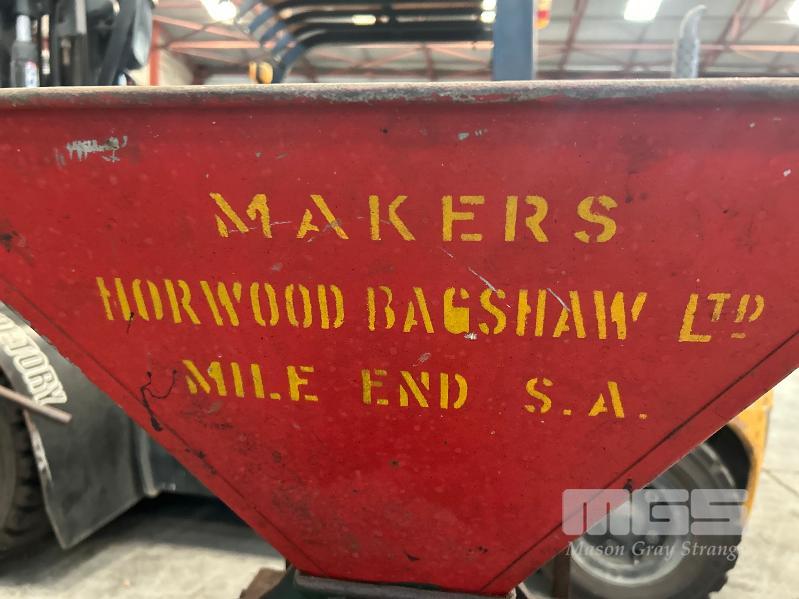 MAKERS
HORWOOD BAGSHAW LTD
MILE END S.A.
MGS
Mason Gray Strange